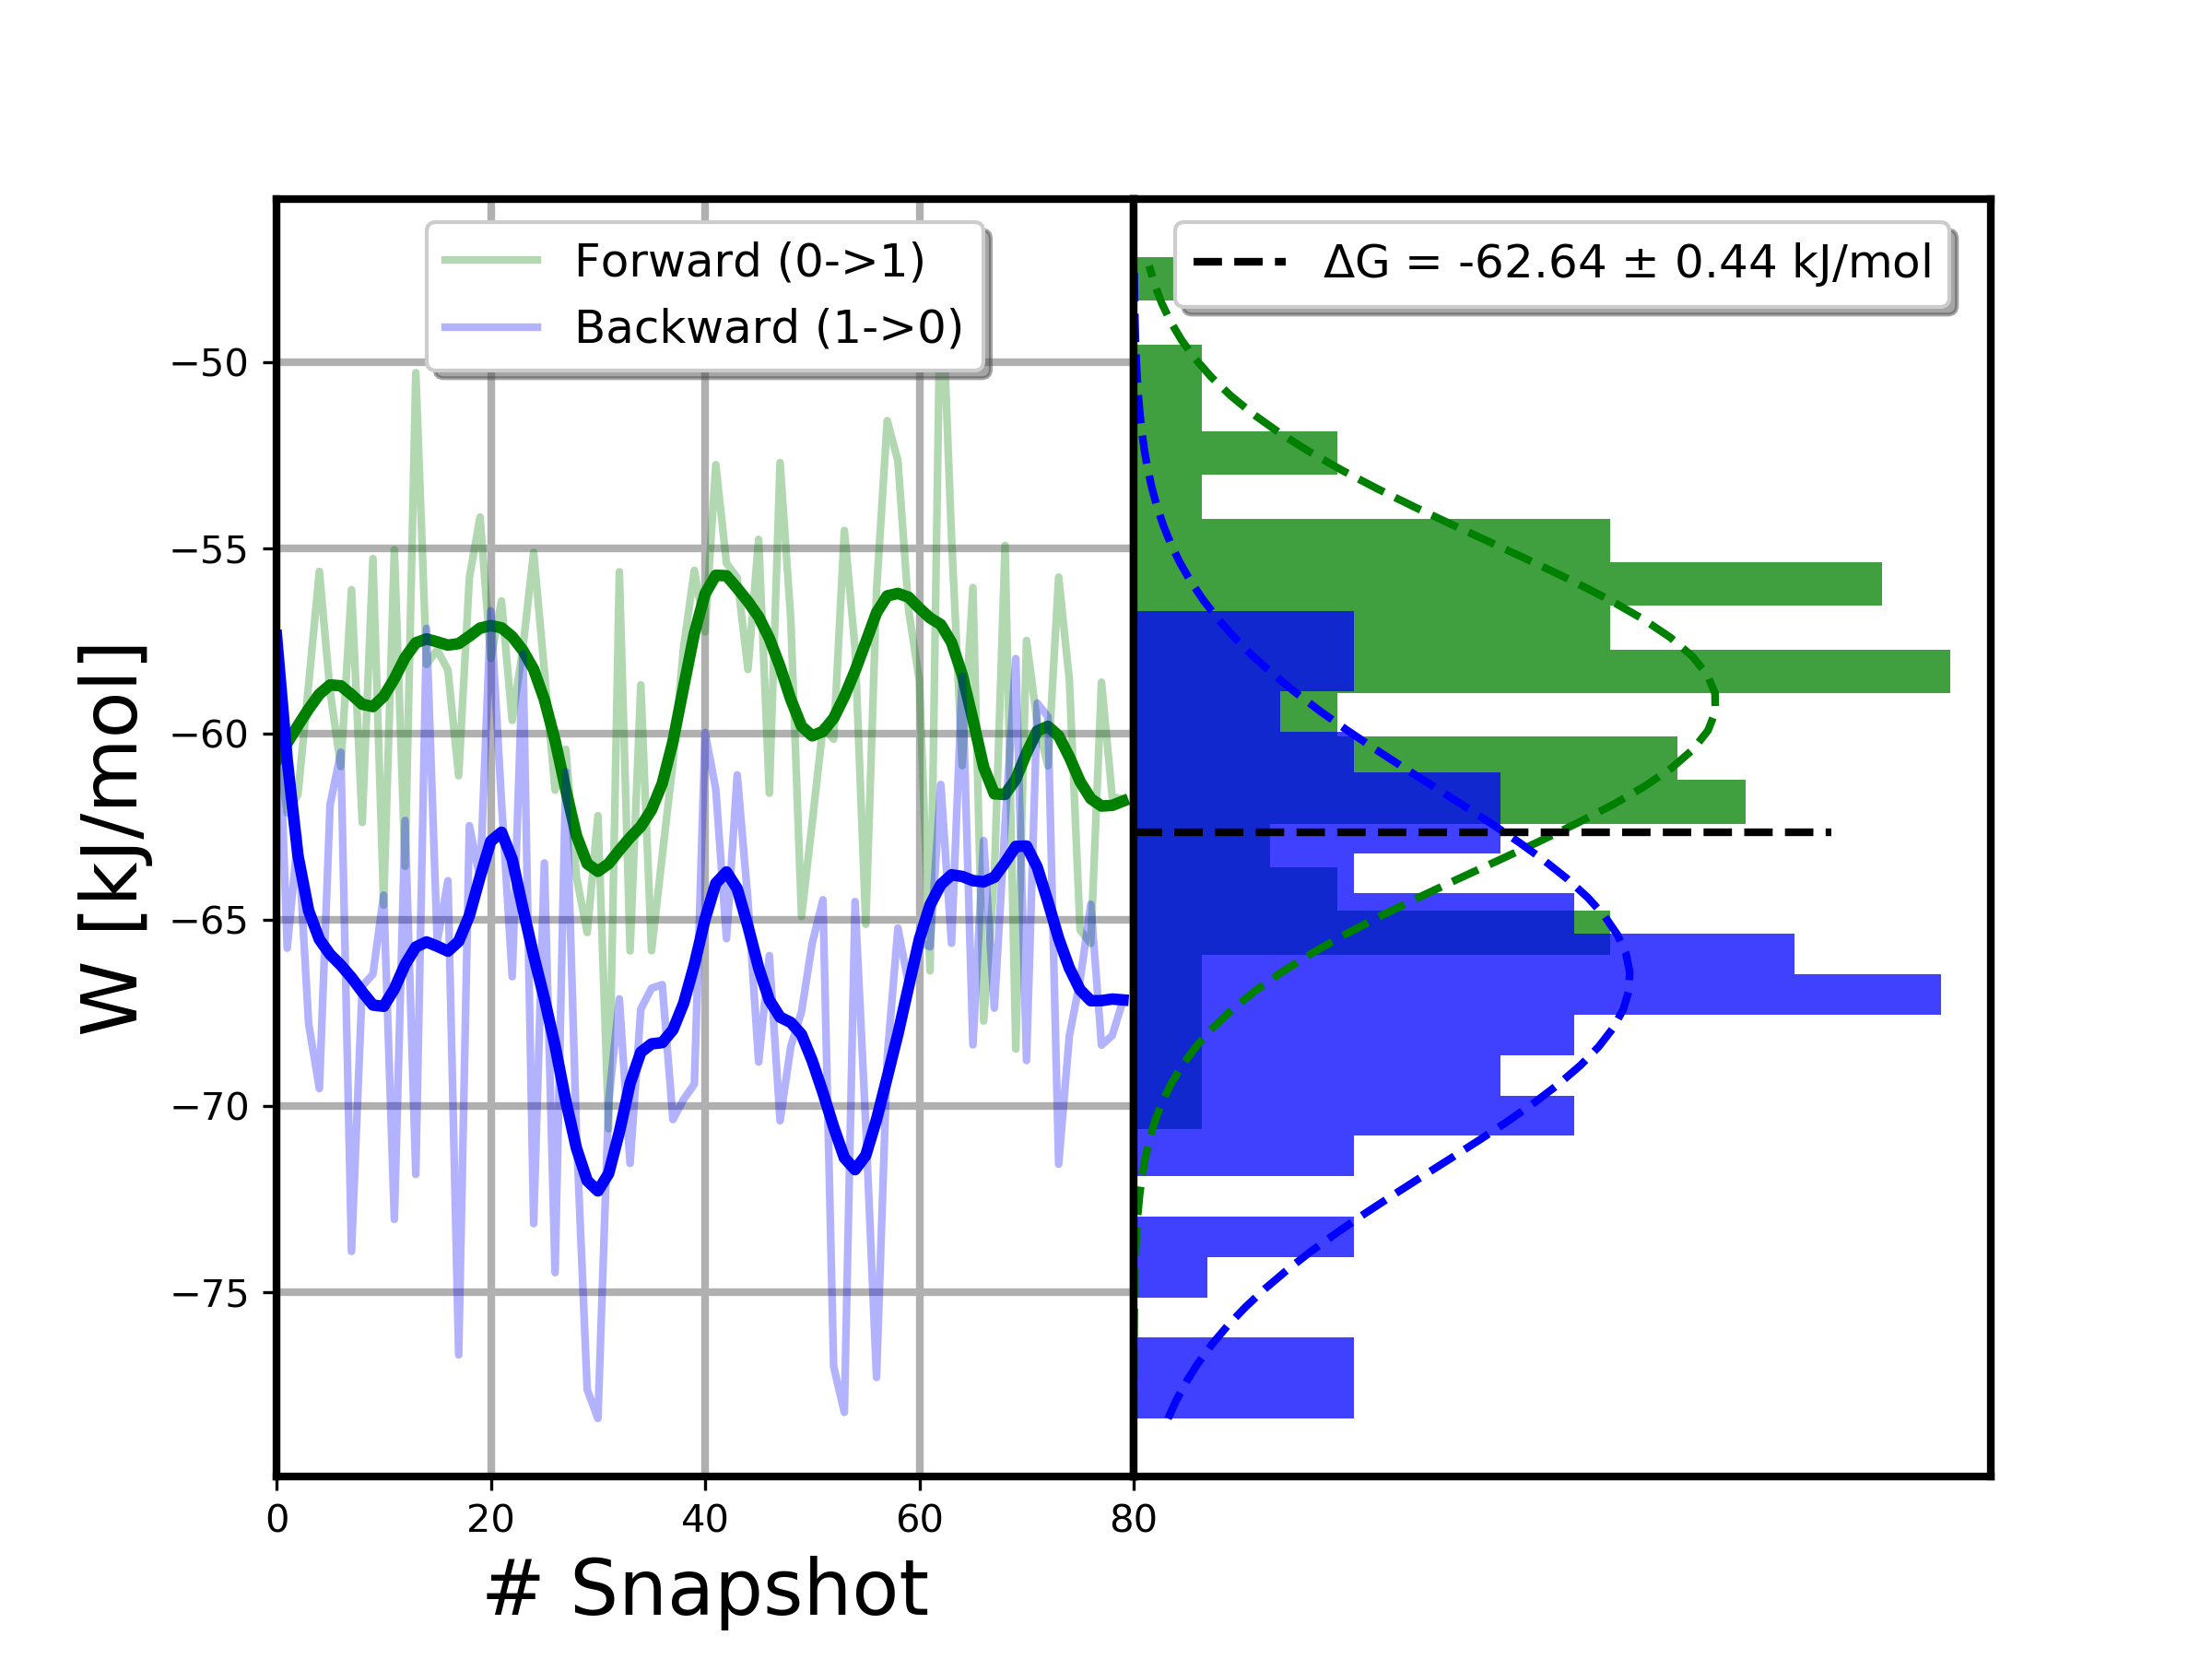 Forward (0->1)
Backward (1->0)
ΔG = -62.64 ± 0.44 kJ/mol
W [kJ/mol]
−50
−55
−60
−65
−70
−75
0 20 40 60 80
# Snapshot